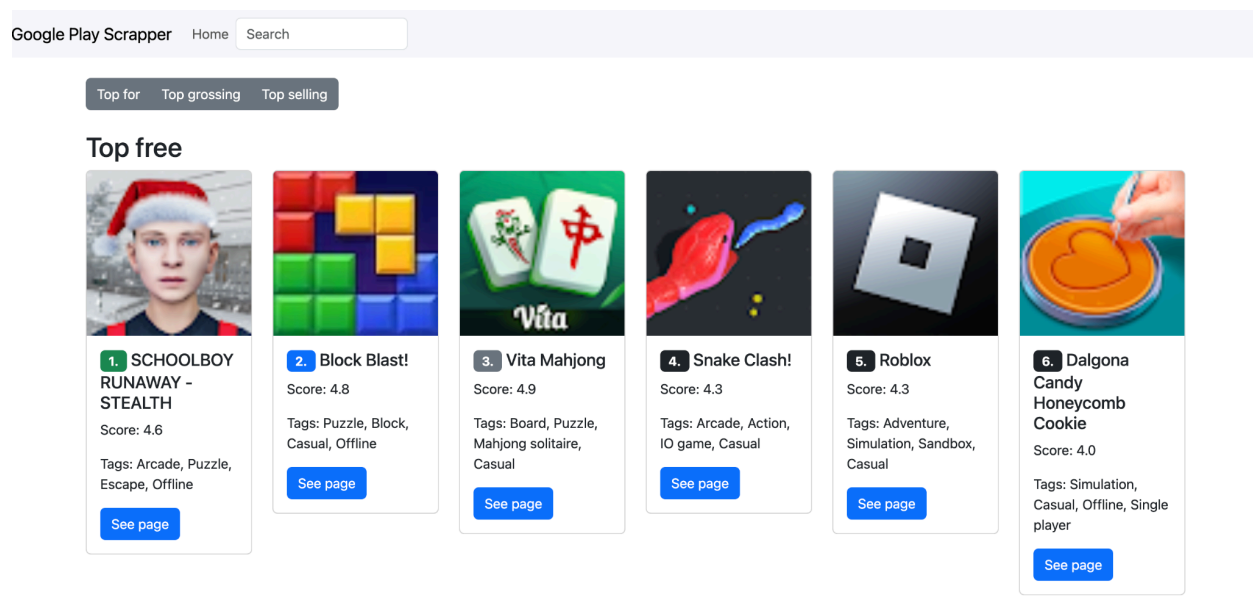 Google Play Scrapper Home Search
Top for Top grossing Top selling
Top free
中
Vita
1. SCHOOLBOY
RUNAWAY -
STEALTH
Score: 4.6
Tags: Arcade, Puzzle,
Escape, Offline
See page
2. Block Blast!
Score: 4.8
Tags: Puzzle, Block,
Casual, Offline
See page
3. Vita Mahjong
Score: 4.9
Tags: Board, Puzzle,
Mahjong solitaire,
Casual
See page
4. Snake Clash!
Score: 4.3
Tags: Arcade, Action,
IO game, Casual
See page
5. Roblox
Score: 4.3
Tags: Adventure,
Simulation, Sandbox,
Casual
See page
6. Dalgona
Candy
Honeycomb
Cookie
Score: 4.0
Tags: Simulation,
Casual, Offline, Single
player
See page